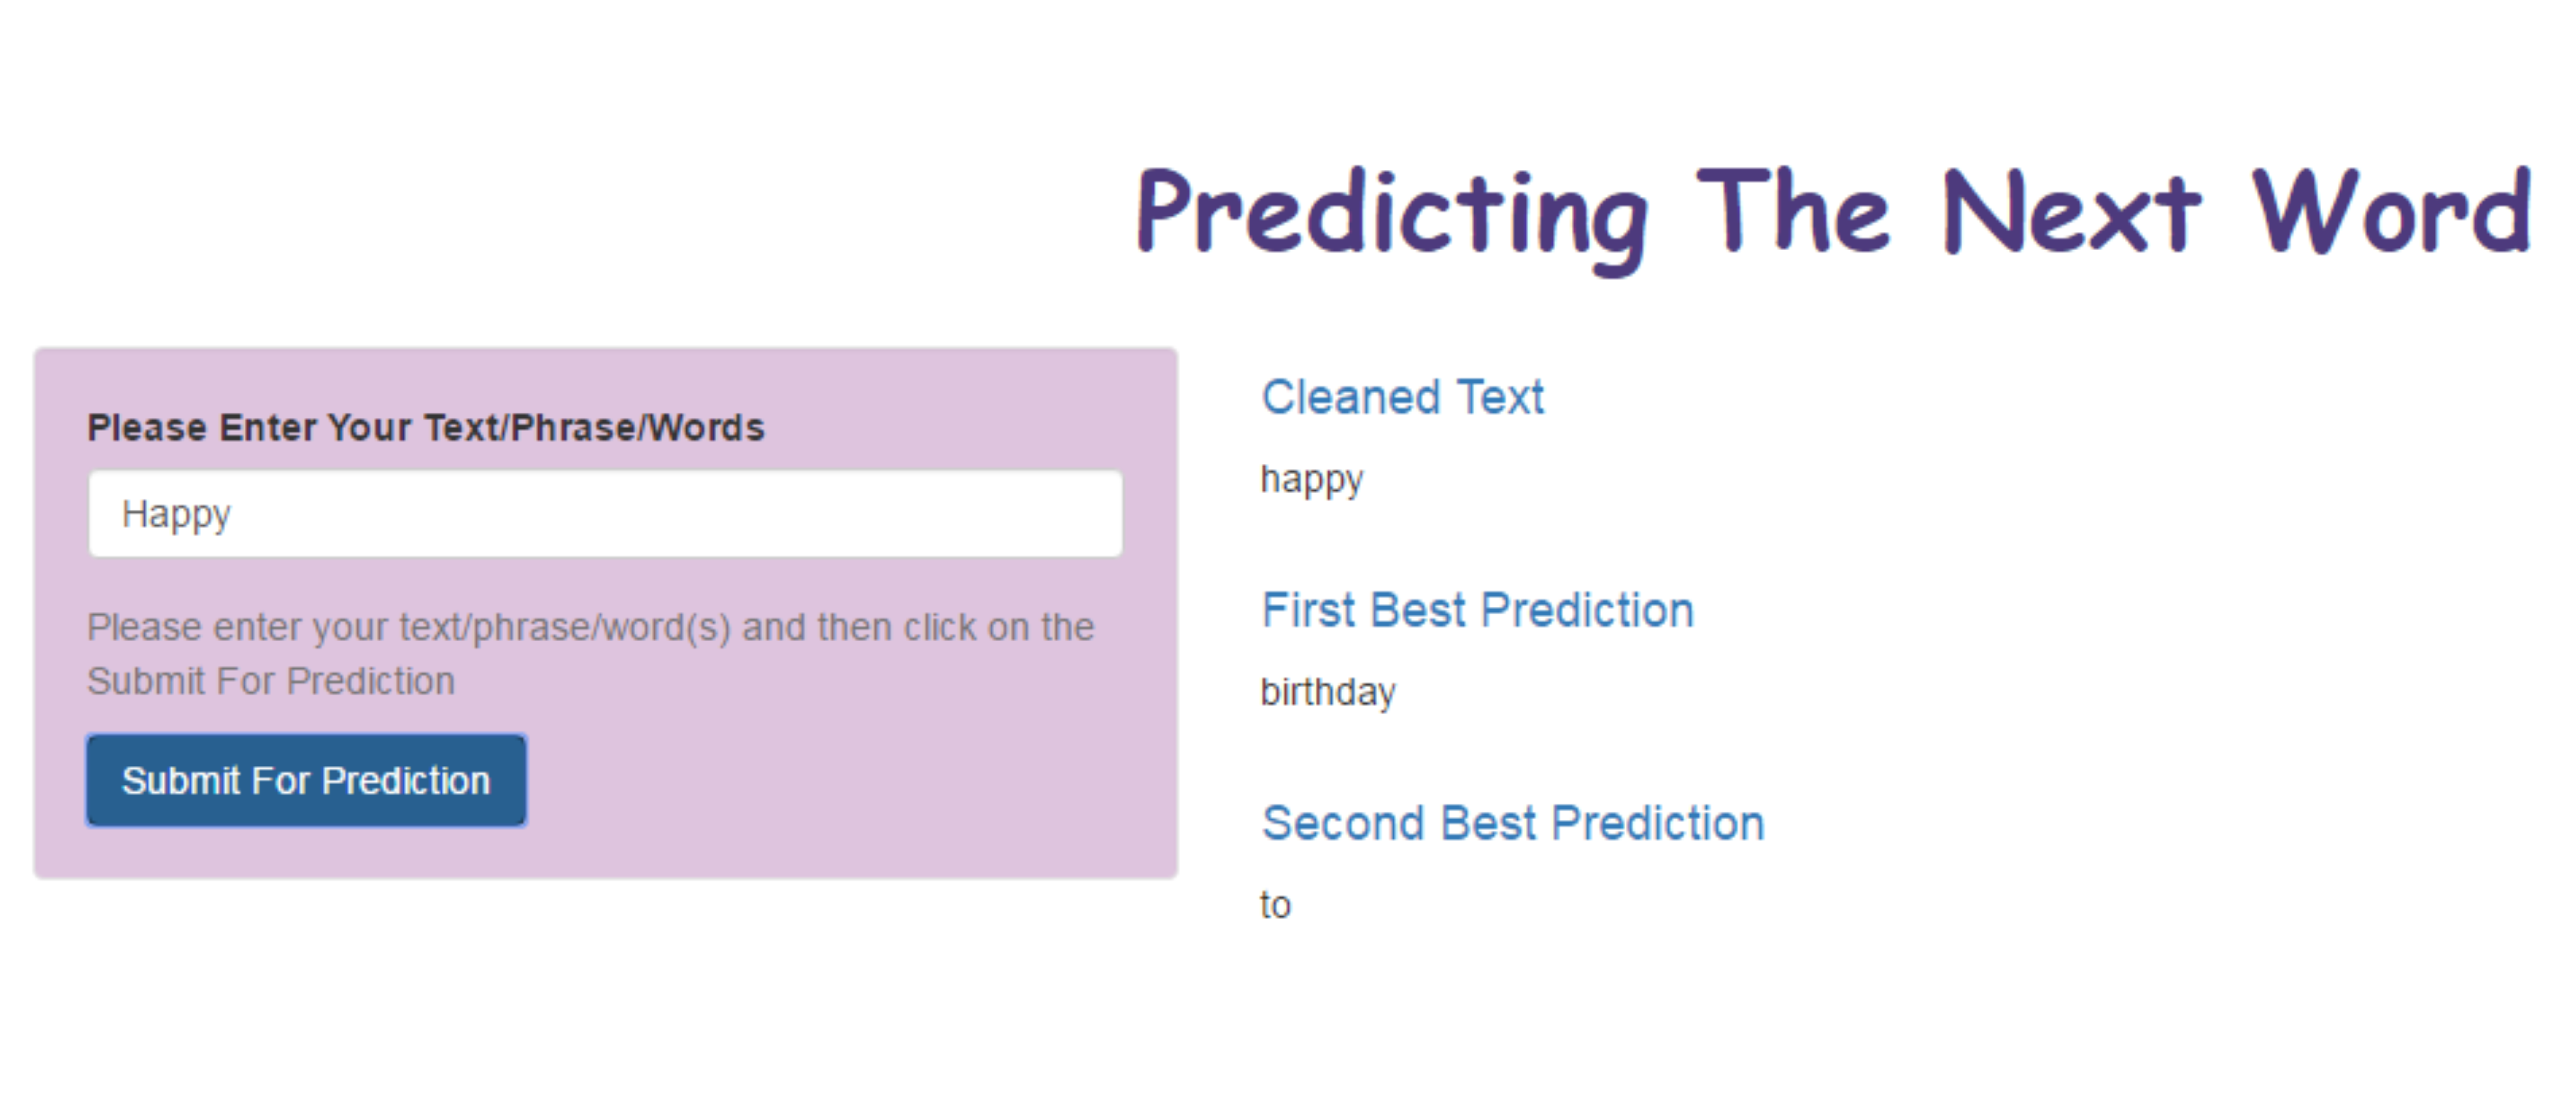 Predicting The Next Word
Please Enter Your Text/Phrase/Words
Happy
Please enter your text/phrase/word(s) and then click on the
Submit For Prediction
Submit For Prediction
Cleaned Text
happy
First Best Prediction
birthday
Second Best Prediction
to